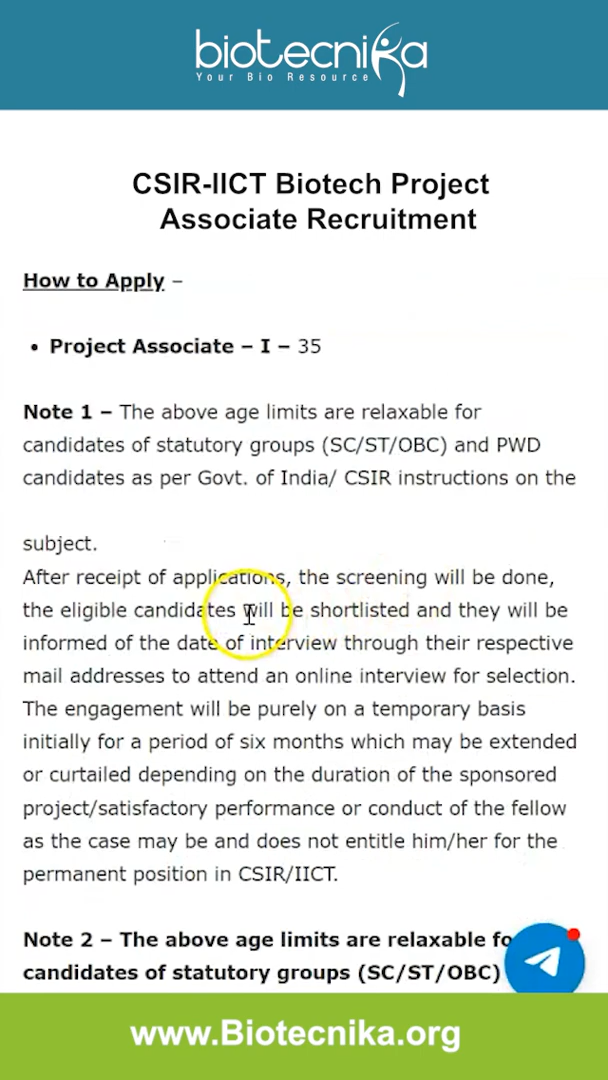 biotecnika
Your Bio Resource
CSIR-IICT Biotech Project
Associate Recruitment
How to Apply –
• Project Associate – I – 35
Note 1 – The above age limits are relaxable for
candidates of statutory groups (SC/ST/OBC) and PWD
candidates as per Govt. of India/ CSIR instructions on the
subject.
After receipt of applications, the screening will be done,
the eligible candidates will be shortlisted and they will be
informed of the date of interview through their respective
mail addresses to attend an online interview for selection.
The engagement will be purely on a temporary basis
initially for a period of six months which may be extended
or curtailed depending on the duration of the sponsored
project/satisfactory performance or conduct of the fellow
as the case may be and does not entitle him/her for the
permanent position in CSIR/IICT.
Note 2 – The above age limits are relaxable fo
candidates of statutory groups (SC/ST/OBC)
www.Biotecnika.org